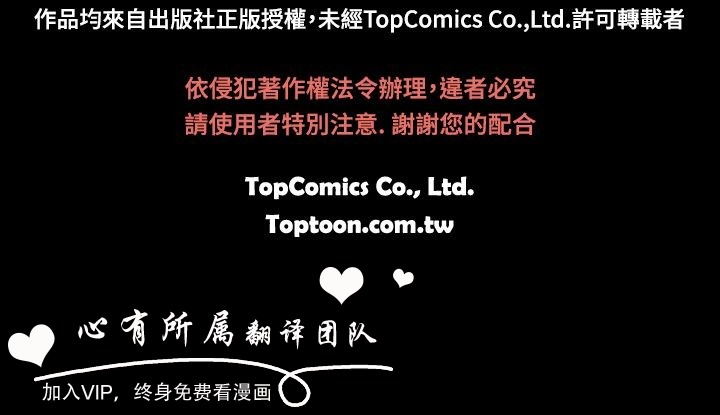 作品均來自出版社正版授權，未經TopComics Co.,Ltd.許可轉載者
依侵犯著作權法令辦理，違者必究
請使用者特別注意. 謝謝您的配合
TopComics Co., Ltd.
Toptoon.com.tw
心有所属翻译团队
加入VIP，终身免费看漫画